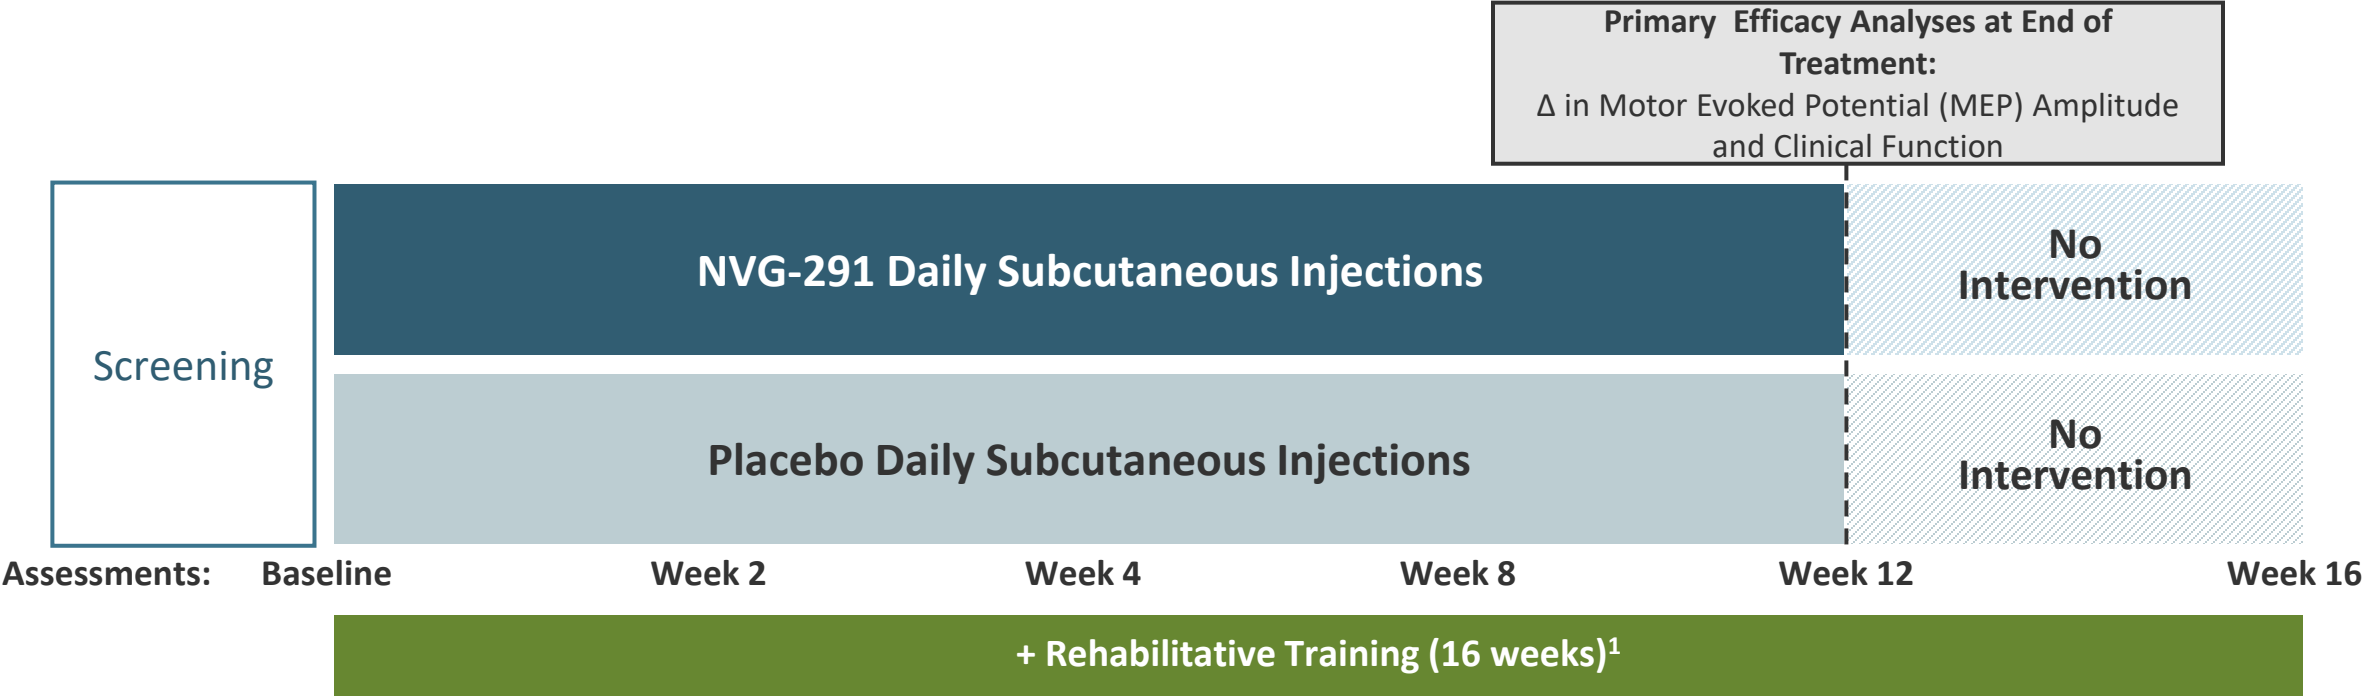 Primary  Efficacy Analyses at End of
Treatment:
Δ in Motor Evoked Potential (MEP) Amplitude
and Clinical Function
Screening
NVG-291 Daily Subcutaneous Injections
No
Intervention
Placebo Daily Subcutaneous Injections
No
Intervention
Assessments: Baseline Week 2 Week 4 Week 8 Week 12 Week 16
+ Rehabilitative Training (16 weeks)¹